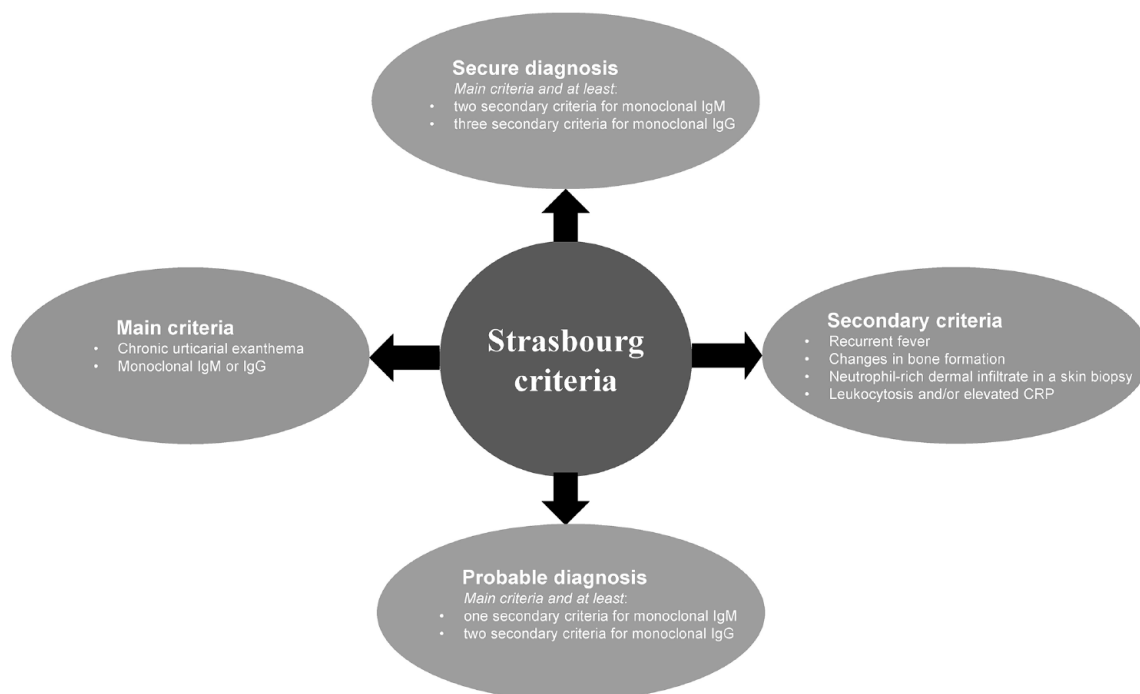 Secure diagnosis
Main criteria and at least:
• two secondary criteria for monoclonal IgM
• three secondary criteria for monoclonal IgG
Main criteria
• Chronic urticarial exanthema
• Monoclonal IgM or IgG
Strasbourg
criteria
Secondary criteria
• Recurrent fever
• Changes in bone formation
• Neutrophil-rich dermal infiltrate in a skin biopsy
• Leukocytosis and/or elevated CRP
Probable diagnosis
Main criteria and at least:
• one secondary criteria for monoclonal IgM
• two secondary criteria for monoclonal IgG